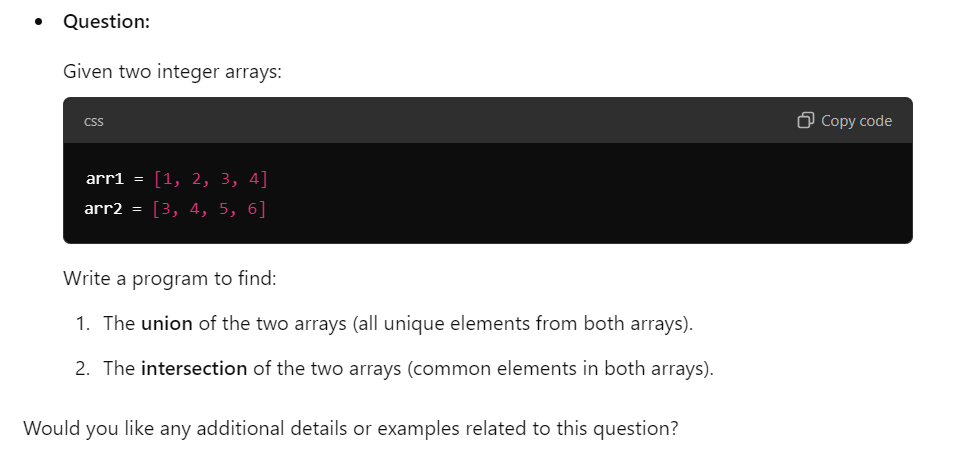 Question:
Given two integer arrays:
css Copy code
arr1 = [1, 2, 3, 4]
arr2 = [3, 4, 5, 6]
Write a program to find:
1. The union of the two arrays (all unique elements from both arrays).
2. The intersection of the two arrays (common elements in both arrays).
Would you like any additional details or examples related to this question?